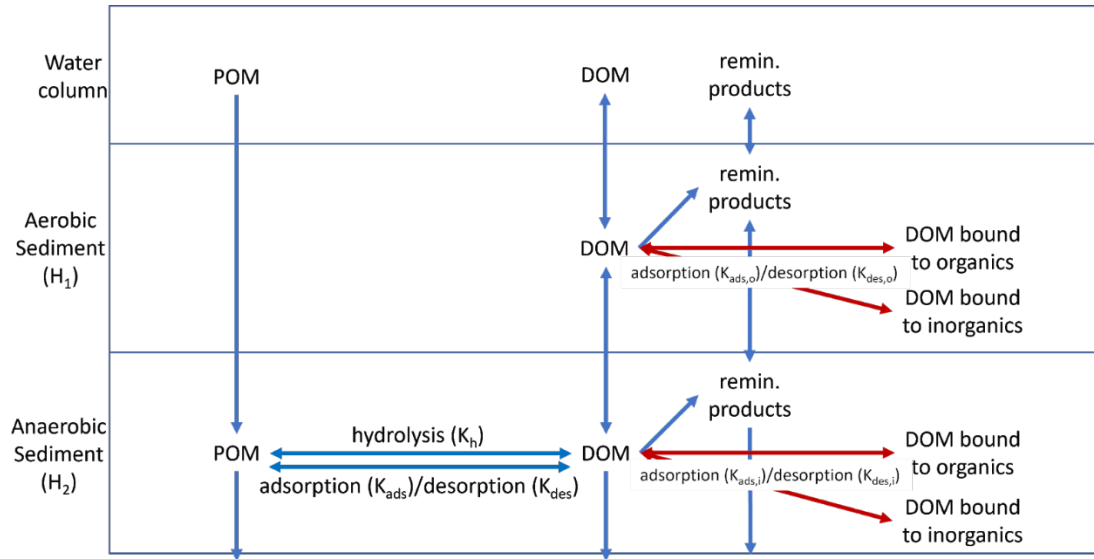 Water
column
POM
DOM
remin.
products
Aerobic
Sediment
(H₁)
remin.
products
DOM
DOM bound
to organics
adsorption (Kads,o)/desorption (Kdes,o)
DOM bound
to inorganics
Anaerobic
Sediment
(H₂)
remin.
products
POM
hydrolysis (Kh)
DOM
DOM bound
to organics
adsorption (Kads)/desorption (Kdes)
adsorption (Kads,i)/desorption (Kdes,i)
DOM bound
to inorganics